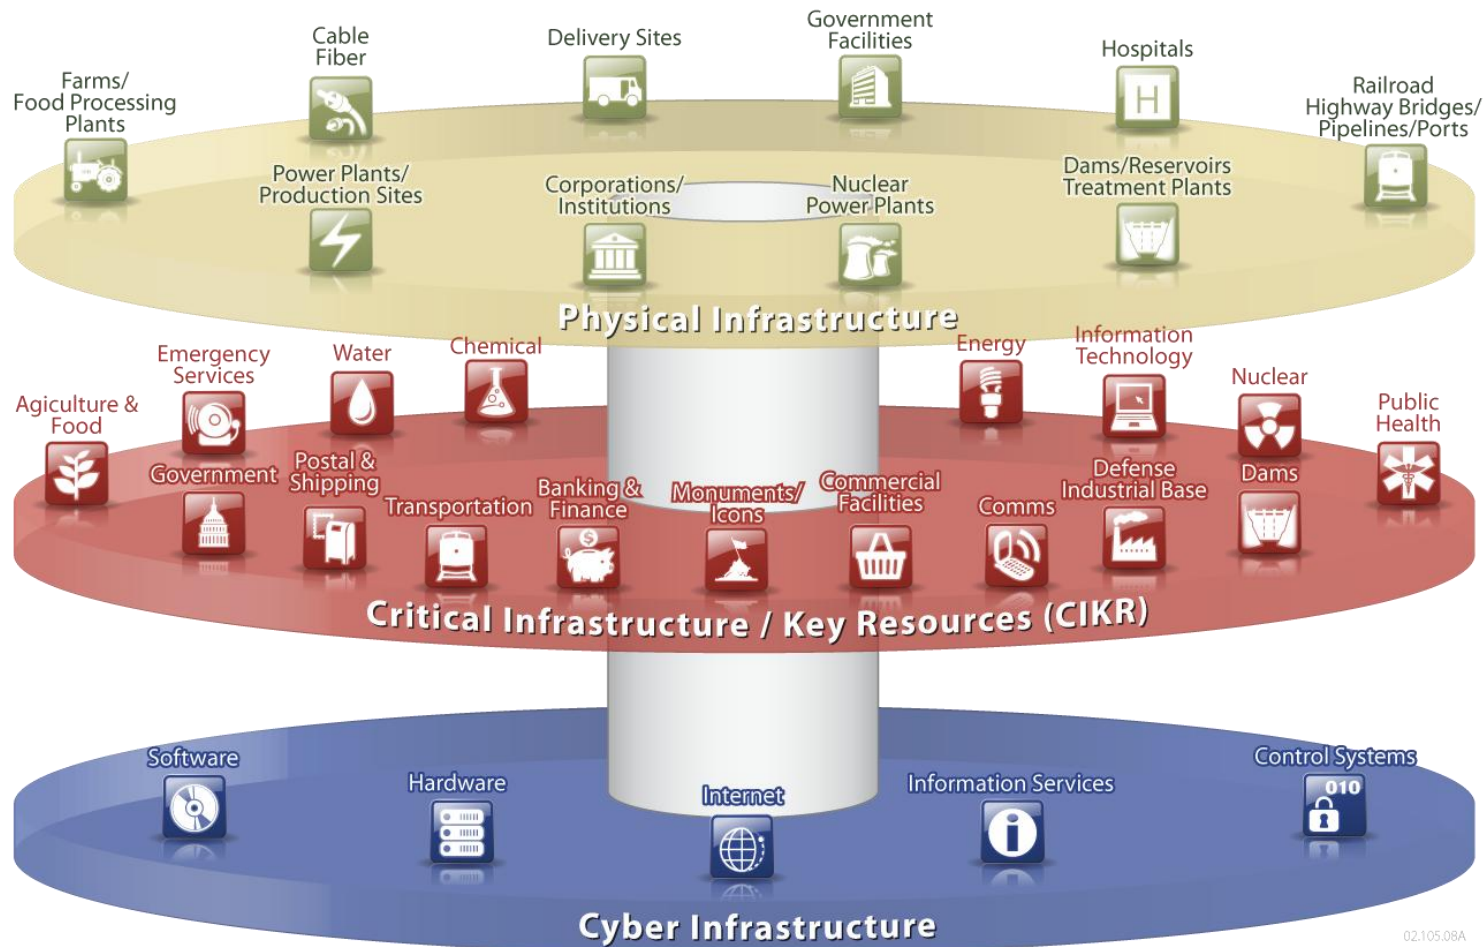 Cable
Fiber
Delivery Sites
Government
Facilities
Hospitals
Farms/
Food Processing
Plants
Railroad
Highway Bridges/
Pipelines/Ports
H
Power Plants/
Production Sites
Corporations/
Institutions
Nuclear
Power Plants
Dams/Reservoirs
Treatment Plants
Physical Infrastructure
Agiculture &
Food
Emergency
Services
Water
Chemical
Energy
Information
Technology
Nuclear
Public
Health
Government
Postal &
Shipping
Transportation
Banking &
Finance
$
Monuments/
Icons
Commercial
Facilities
Comms
Defense
Industrial Base
Dams
Critical Infrastructure / Key Resources (CIKR)
Software
Hardware
Internet
Information Services
i
Control Systems
010
Cyber Infrastructure
02.105.08A